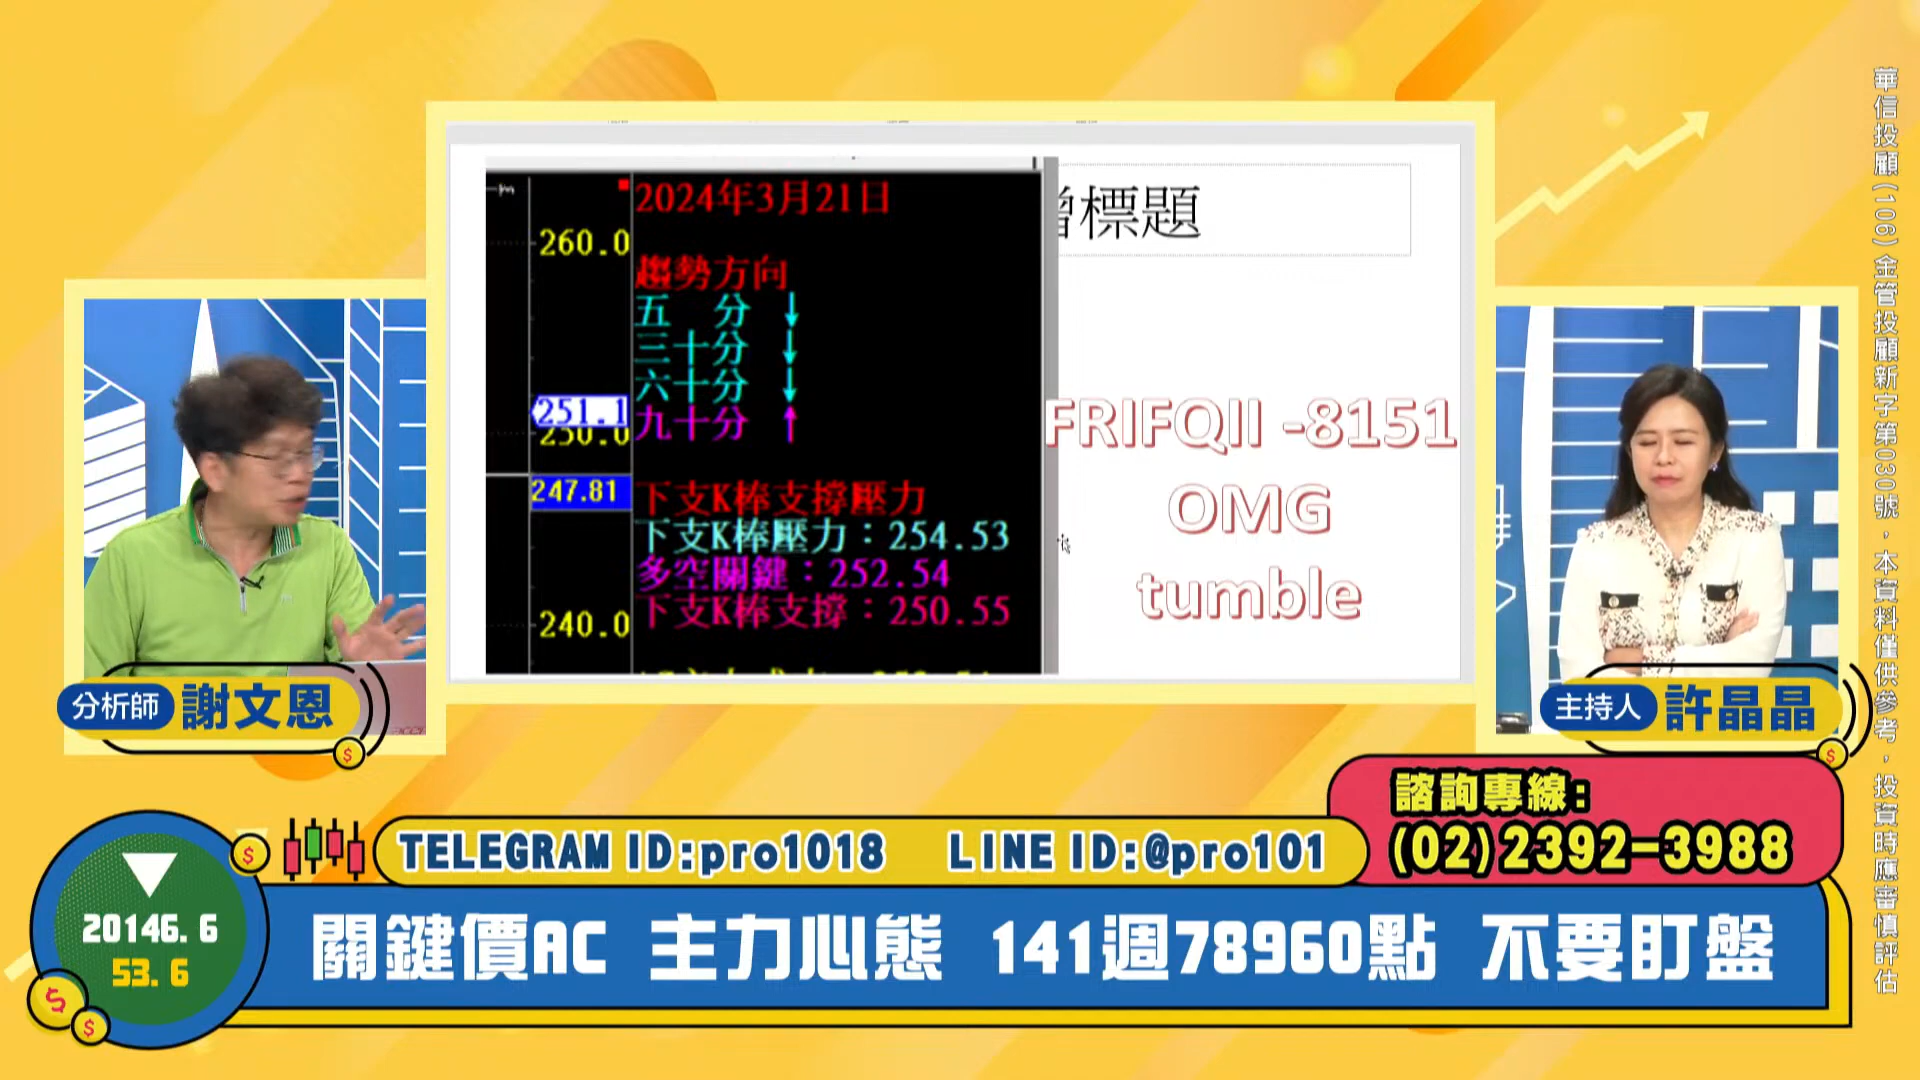 2024年3月21日
260.0
趨勢方向
五 分 ↓
三十分 ↓
六十分 ↓
九十分 ↑
251.1
250.0
247.81
下支K棒支撐壓力
下支K棒壓力：254.53
多空關鍵：252.54
下支K棒支撐：250.55
240.0
標題
FRIFQII -8151
OMG
tumble
分析師 謝文恩
主持人 許晶晶
諮詢專線:
(02)2392-3988
TELEGRAM ID:pro1018 LINE ID:@pro101
20146.6
53.6
關鍵價AC 主力心態 141週78960點 不要盯盤
華信投顧(106)金管投顧新字第030號，本資料僅供參考，投資時應審慎評估